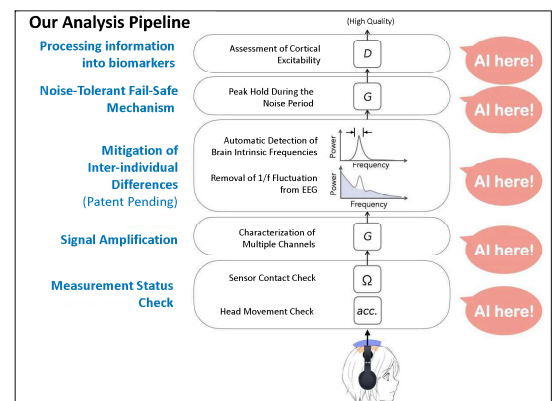 Our Analysis Pipeline
(High Quality)
Processing information
into biomarkers
Assessment of Cortical
Excitability
D
AI here!
Noise-Tolerant Fail-Safe
Mechanism
Peak Hold During the
Noise Period
G
AI here!
Mitigation of
Inter-individual
Differences
(Patent Pending)
Automatic Detection of
Brain Intrinsic Frequencies
Power
Frequency
Removal of 1/f Fluctuation
from EEG
Power
Frequency
AI here!
Signal Amplification
Characterization of
Multiple Channels
G
AI here!
Measurement Status
Check
Sensor Contact Check
Ω
Head Movement Check
acc.
AI here!